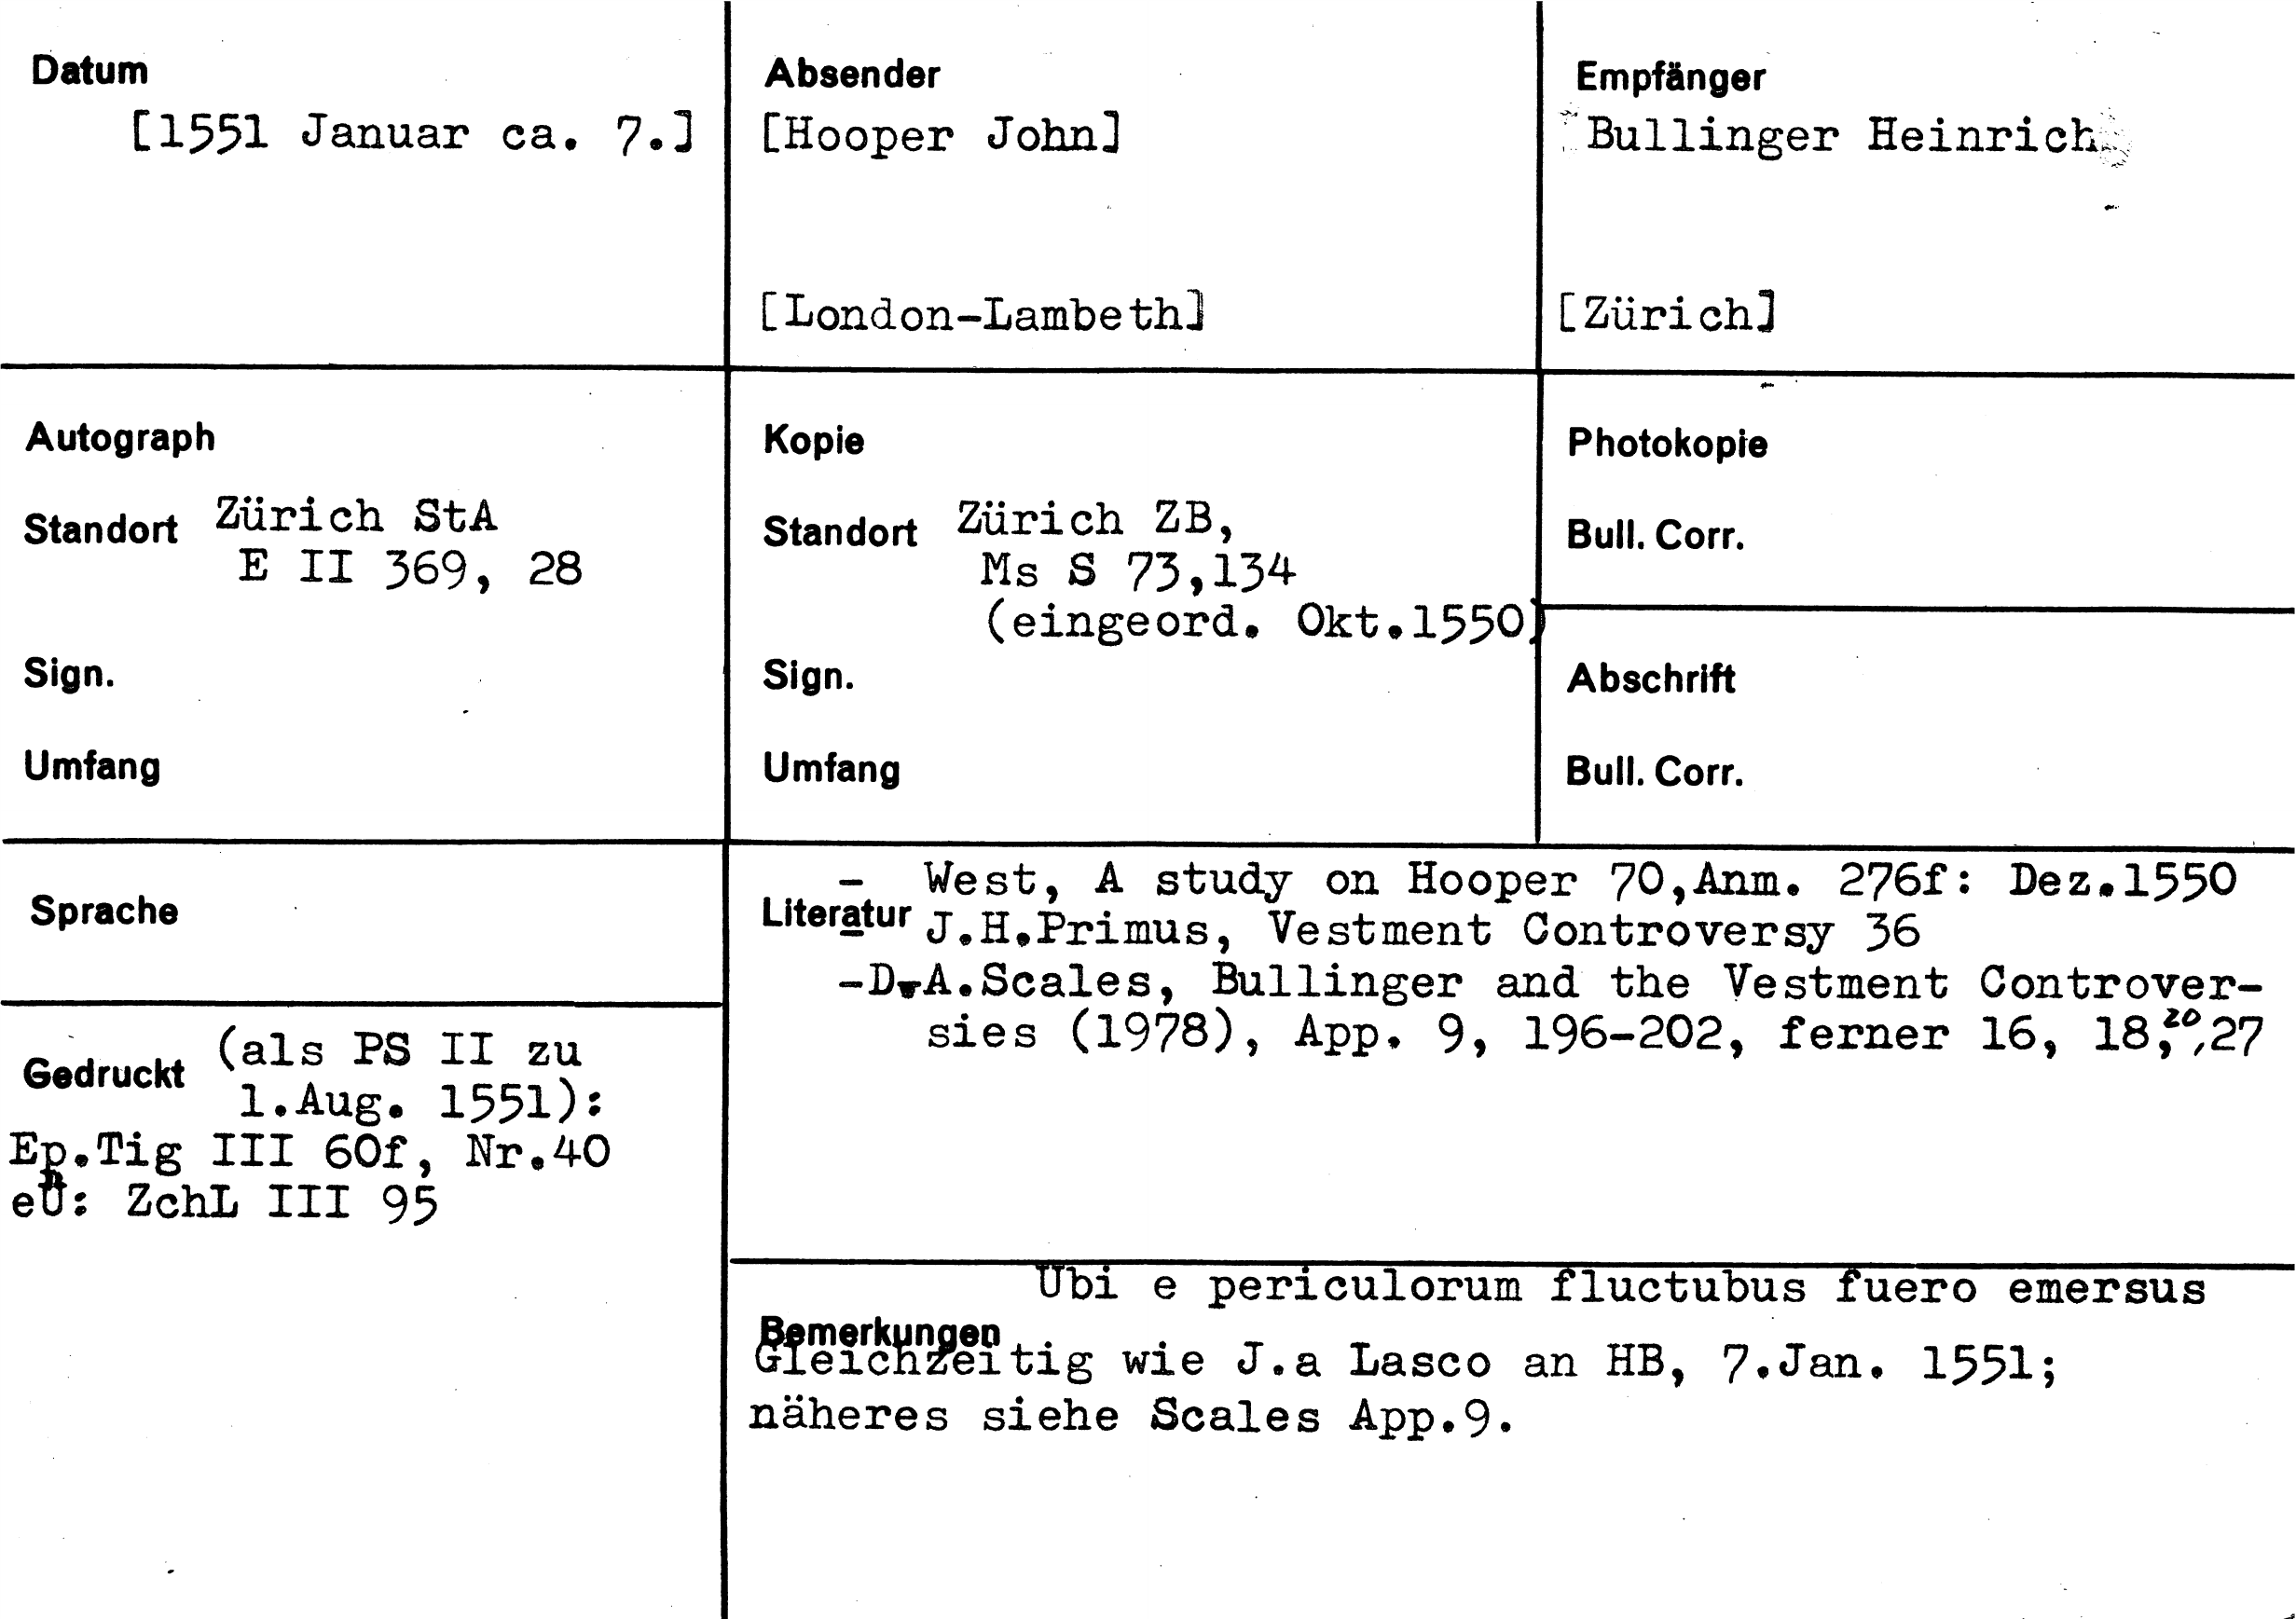 Datum
[1551 Januar ca. 7.]
Absender
[Hooper John]
[London-Lambeth]
Empfänger
Bullinger Heinrich
[Zürich]
Autograph
Standort Zürich StA
E II 369, 28
Sign.
Umfang
Kopie
Standort Zürich ZB,
Ms S 73,134
(eingeord. Okt.1550)
Sign.
Umfang
Photokopie
Bull. Corr.
Abschrift
Bull. Corr.
Sprache
Gedruckt (als PS II zu
1.Aug. 1551):
Ep.Tig III 60f, Nr.40
eÜ: ZchL III 95
- West, A study on Hooper 70,Anm. 276f: Dez.1550
Literatur - J.H.Primus, Vestment Controversy 36
-D.A.Scales, Bullinger and the Vestment Controver-
sies (1978), App. 9, 196-202, ferner 16, 18, 20, 27
Ubi e periculorum fluctubus fuero emersus
Bemerkungen
Gleichzeitig wie J.a Lasco an HB, 7.Jan. 1551;
näheres siehe Scales App.9.